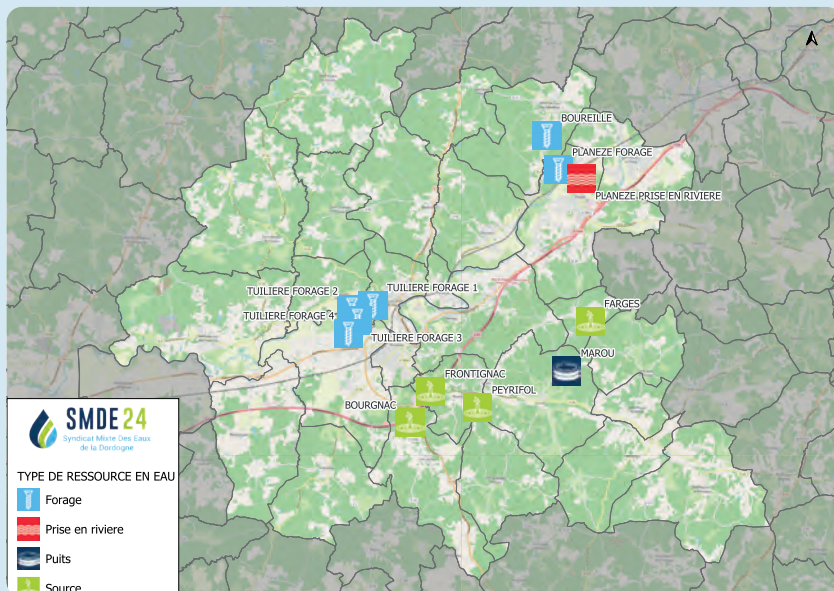 BOUREILLE
PLANEZE FORAGE
PLANEZE PRISE EN RIVIERE
TUILIERE FORAGE 2
TUILIERE FORAGE 1
TUILIERE FORAGE 4
TUILIERE FORAGE 3
FARGES
MAROU
FRONTIGNAC
PEYRIFOL
BOURGNAC
SMDE 24
Syndicat Mixte Des Eaux
de la Dordogne
TYPE DE RESSOURCE EN EAU
Forage
Prise en riviere
Puits
Source